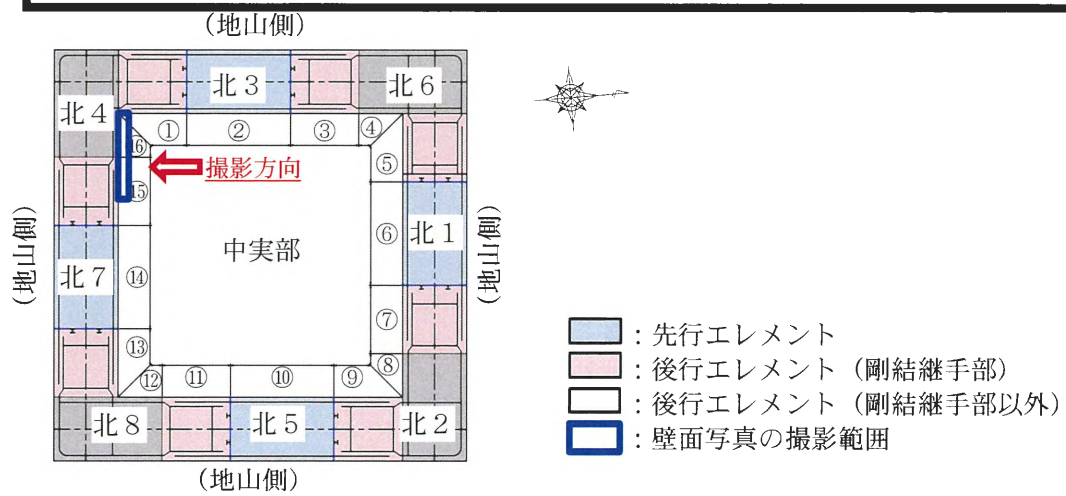 (地山側)
北3
北6
北4
①
②
③
④
⑯
⑤
撮影方向
⑮
(地山側)
中実部
⑥
北1
(地山側)
北7
⑭
⑦
⑬
⑧
⑫
⑪
⑩
⑨
北8
北5
北2
(地山側)
：先行エレメント
：後行エレメント（剛結継手部）
：後行エレメント（剛結継手部以外）
：壁面写真の撮影範囲